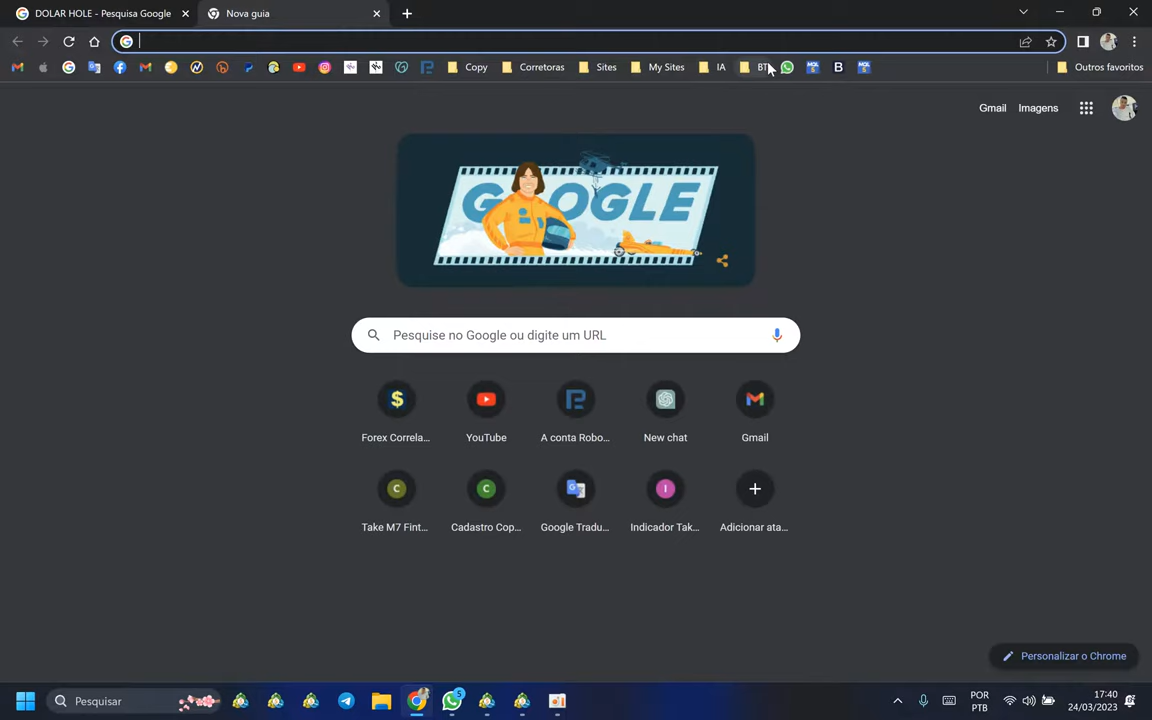 DOLAR HOLE - Pesquisa Google
Nova guia
Copy
Corretoras
Sites
My Sites
IA
Outros favoritos
Gmail
Imagens
GOOGLE
Pesquise no Google ou digite um URL
Forex Correla...
YouTube
A conta Robo...
New chat
Gmail
C
C
I
Take M7 Fint...
Cadastro Cop...
Google Tradu...
Indicador Tak...
Adicionar ata...
Personalizar o Chrome
Pesquisar
5
POR
PTB
17:40
24/03/2023